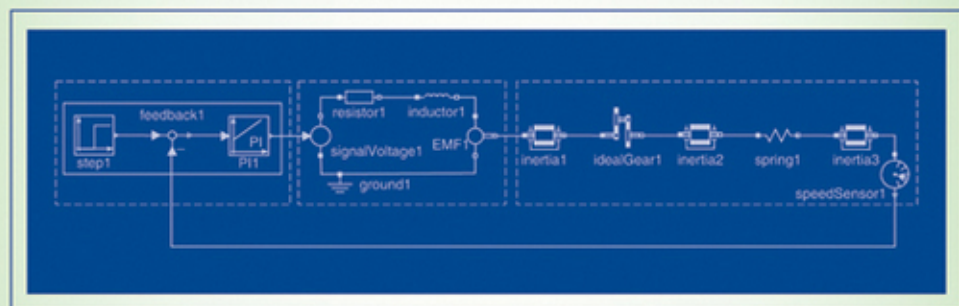 feedback1
step1
PI
PI1
signalVoltage1
resistor1
inductor1
EMF1
ground1
inertia1
idealGear1
inertia2
spring1
inertia3
speedSensor1